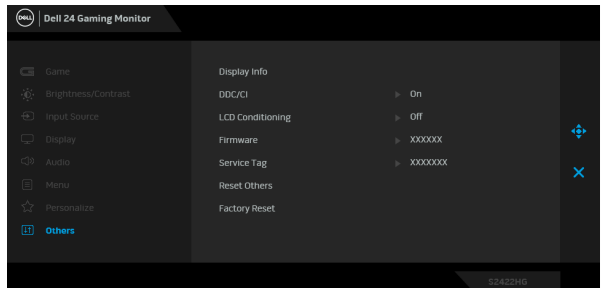 DELL Dell 24 Gaming Monitor
Game
Brightness/Contrast
Input Source
Display
Audio
Menu
Personalize
Others
Display Info
DDC/CI On
LCD Conditioning Off
Firmware XXXXXX
Service Tag XXXXXXX
Reset Others
Factory Reset
S2422HG